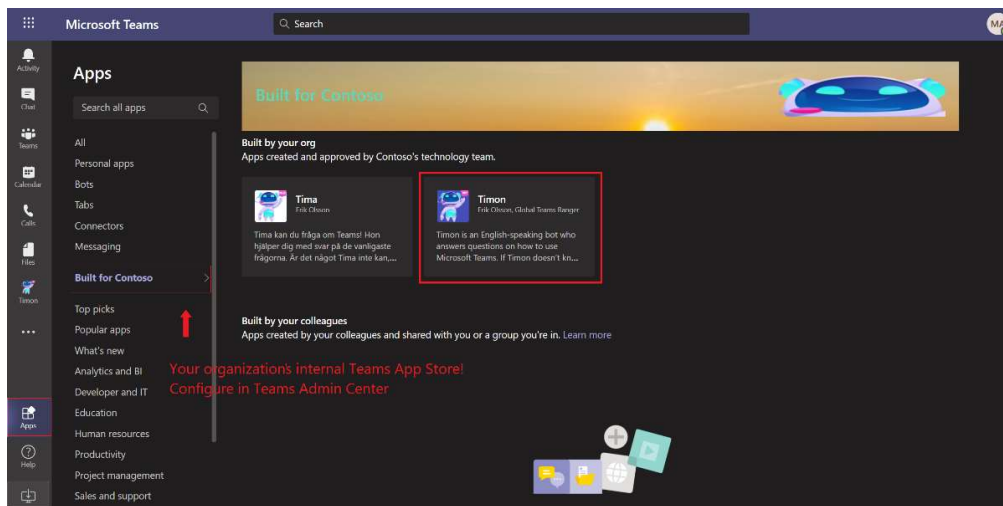 Microsoft Teams
Search
MA
Activity
Chat
Teams
Calendar
Calls
Files
Timon
Apps
Help
Apps
Search all apps
All
Personal apps
Bots
Tabs
Connectors
Messaging
Built for Contoso
Top picks
Popular apps
What's new
Analytics and BI
Developer and IT
Education
Human resources
Productivity
Project management
Sales and support
Built for Contoso
Built by your org
Apps created and approved by Contoso's technology team.
Tima
Erik Olsson
Tima kan du fråga om Teams! Hon
hjälper dig med svar på de vanligaste
frågorna. Är det något Tima inte kan,...
Timon
Erik Olsson, Global Teams Ranger
Timon is an English-speaking bot who
answers questions on how to use
Microsoft Teams. If Timon doesn't kn...
Built by your colleagues
Apps created by your colleagues and shared with you or a group you're in. Learn more
Your organization's internal Teams App Store!
Configure in Teams Admin Center